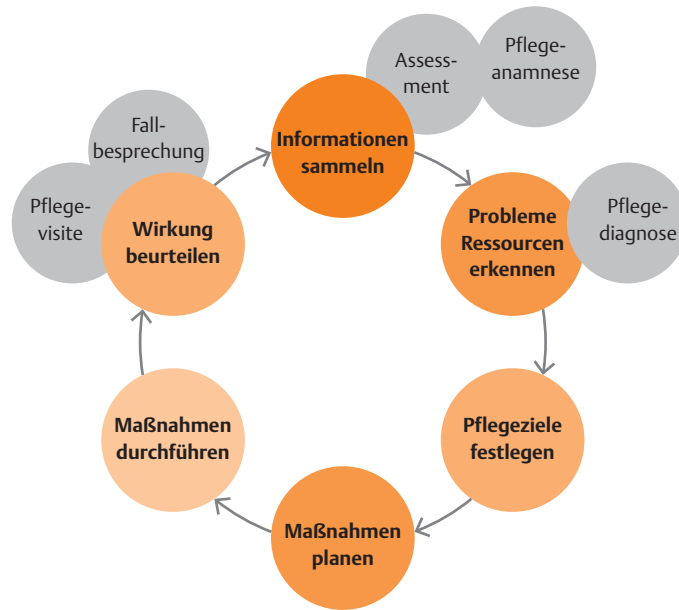 Assess-
ment
Pflege-
anamnese
Informationen
sammeln
Probleme
Ressourcen
erkennen
Pflege-
diagnose
Pflegeziele
festlegen
Maßnahmen
planen
Maßnahmen
durchführen
Wirkung
beurteilen
Pflege-
visite
Fall-
besprechung